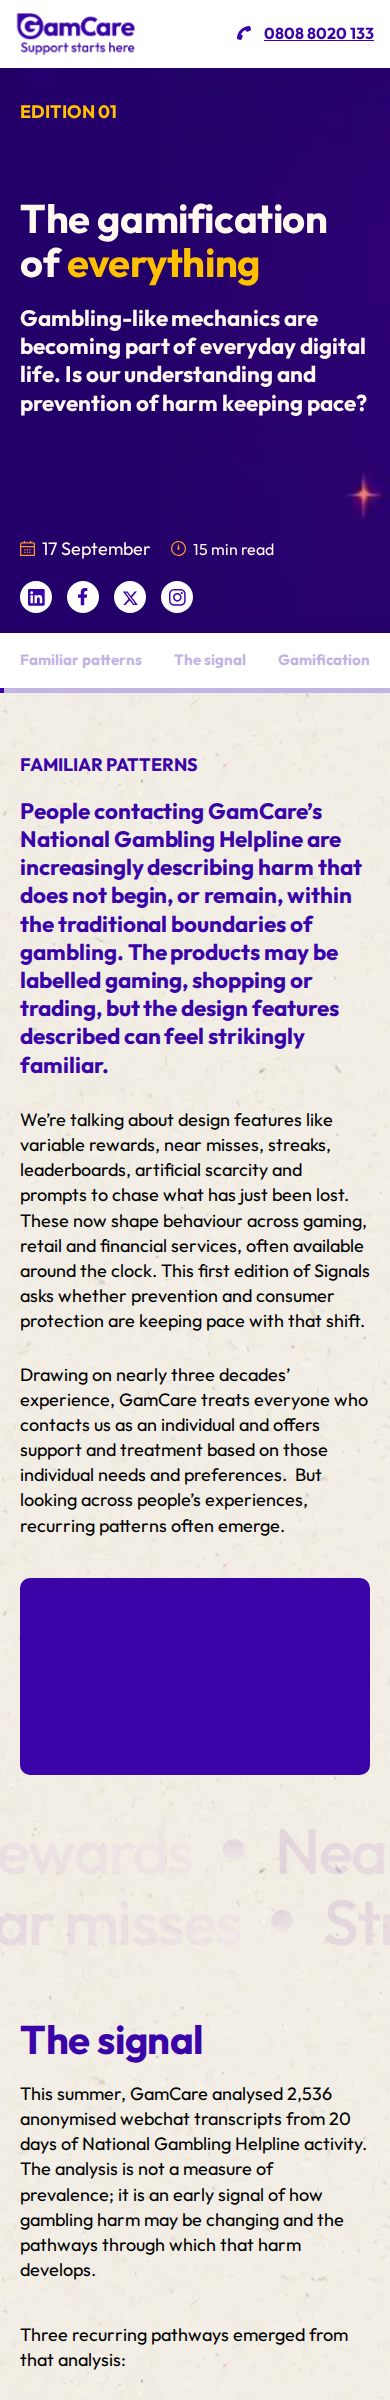 GamCare
Support starts here
0808 8020 133
EDITION 01
The gamification
of everything
Gambling-like mechanics are
becoming part of everyday digital
life. Is our understanding and
prevention of harm keeping pace?
17 September
15 min read
Familiar patterns
The signal
Gamification
FAMILIAR PATTERNS
People contacting GamCare’s
National Gambling Helpline are
increasingly describing harm that
does not begin, or remain, within
the traditional boundaries of
gambling. The products may be
labelled gaming, shopping or
trading, but the design features
described can feel strikingly
familiar.
We’re talking about design features like
variable rewards, near misses, streaks,
leaderboards, artificial scarcity and
prompts to chase what has just been lost.
These now shape behaviour across gaming,
retail and financial services, often available
around the clock. This first edition of Signals
asks whether prevention and consumer
protection are keeping pace with that shift.
Drawing on nearly three decades’
experience, GamCare treats everyone who
contacts us as an individual and offers
support and treatment based on those
individual needs and preferences.  But
looking across people’s experiences,
recurring patterns often emerge.
ewards • Nea
ar misses • Str
The signal
This summer, GamCare analysed 2,536
anonymised webchat transcripts from 20
days of National Gambling Helpline activity.
The analysis is not a measure of
prevalence; it is an early signal of how
gambling harm may be changing and the
pathways through which that harm
develops.
Three recurring pathways emerged from
that analysis: